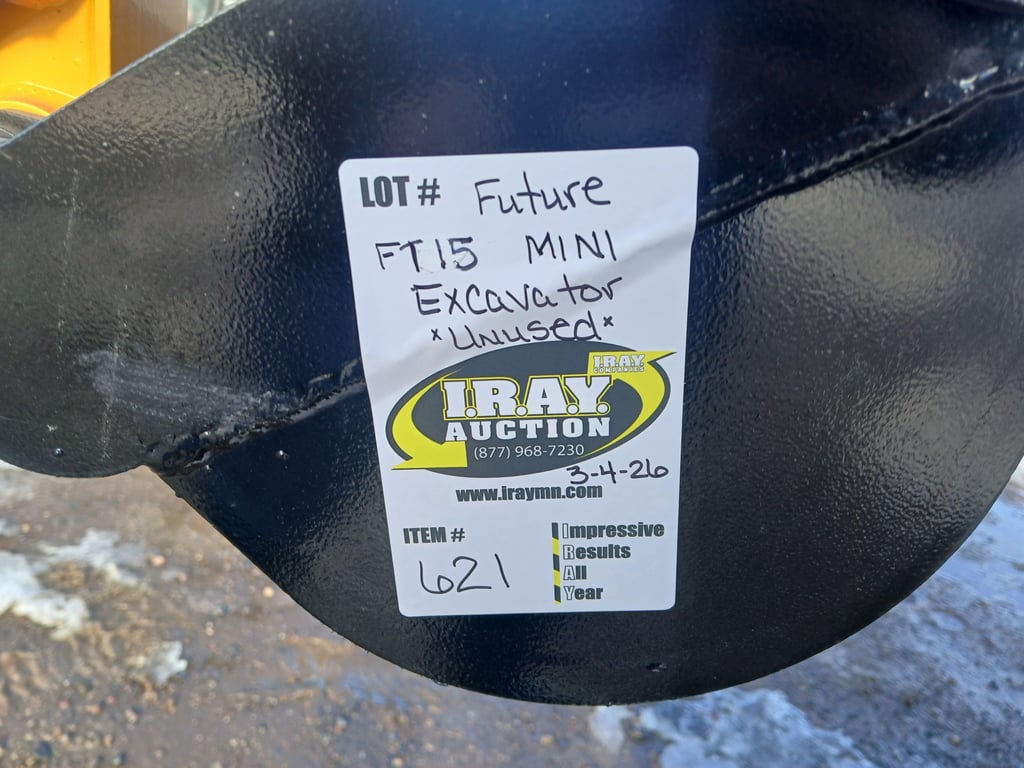 LOT # Future
FT15 MINI
Excavator
*Unused*
I.R.A.Y.
COMPANIES
I.R.A.Y.
AUCTION
(877) 968-7230
3-4-26
www.iraymn.com
ITEM #
621
Impressive
Results
All
Year